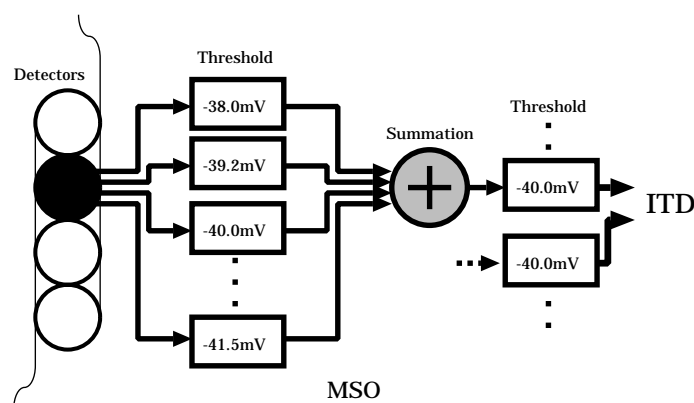 Detectors
Threshold
-38.0mV
-39.2mV
-40.0mV
-41.5mV
Summation
Threshold
-40.0mV
-40.0mV
ITD
MSO